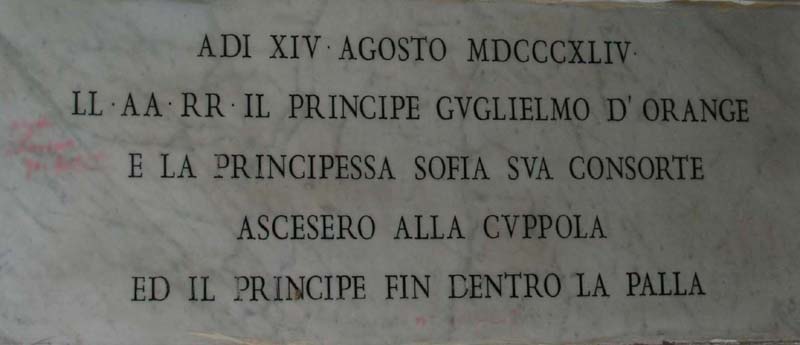 ADI XIV · AGOSTO MDCCCXLIV ·
LL · AA · RR · IL PRINCIPE GVGLIELMO D' ORANGE
E LA PRINCIPESSA SOFIA SVA CONSORTE
ASCESERO ALLA CVPPOLA
ED IL PRINCIPE FIN DENTRO LA PALLA